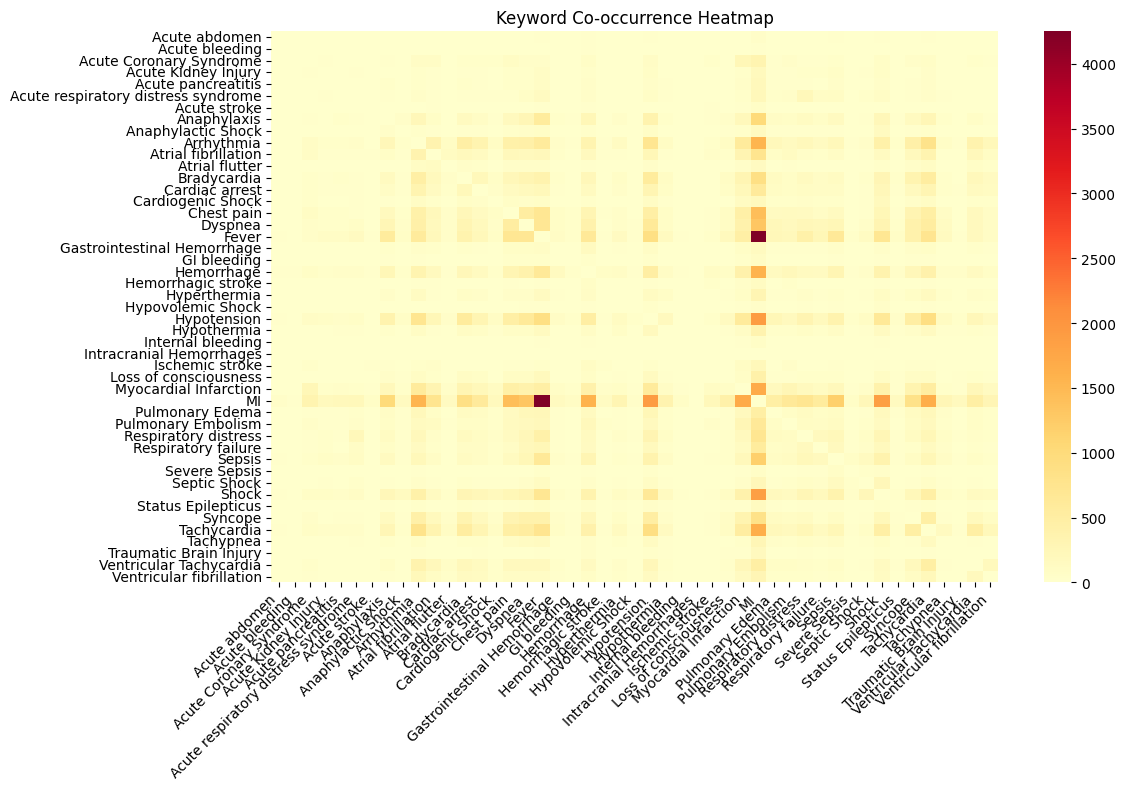 Keyword Co-occurrence Heatmap
Acute abdomen
Acute bleeding
Acute Coronary Syndrome
Acute Kidney Injury
Acute pancreatitis
Acute respiratory distress syndrome
Acute stroke
Anaphylaxis
Anaphylactic Shock
Arrhythmia
Atrial fibrillation
Atrial flutter
Bradycardia
Cardiac arrest
Cardiogenic Shock
Chest pain
Dyspnea
Fever
Gastrointestinal Hemorrhage
GI bleeding
Hemorrhage
Hemorrhagic stroke
Hyperthermia
Hypovolemic Shock
Hypotension
Hypothermia
Internal bleeding
Intracranial Hemorrhages
Ischemic stroke
Loss of consciousness
Myocardial Infarction
MI
Pulmonary Edema
Pulmonary Embolism
Respiratory distress
Respiratory failure
Sepsis
Severe Sepsis
Septic Shock
Shock
Status Epilepticus
Syncope
Tachycardia
Tachypnea
Traumatic Brain Injury
Ventricular Tachycardia
Ventricular fibrillation
Acute abdomen
Acute bleeding
Acute Coronary Syndrome
Acute Kidney Injury
Acute pancreatitis
Acute respiratory distress syndrome
Acute stroke
Anaphylaxis
Anaphylactic Shock
Arrhythmia
Atrial fibrillation
Atrial flutter
Bradycardia
Cardiac arrest
Cardiogenic Shock
Chest pain
Dyspnea
Fever
Gastrointestinal Hemorrhage
GI bleeding
Hemorrhage
Hemorrhagic stroke
Hyperthermia
Hypovolemic Shock
Hypotension
Hypothermia
Internal bleeding
Intracranial Hemorrhages
Ischemic stroke
Loss of consciousness
Myocardial Infarction
MI
Pulmonary Edema
Pulmonary Embolism
Respiratory distress
Respiratory failure
Sepsis
Severe Sepsis
Septic Shock
Shock
Status Epilepticus
Syncope
Tachycardia
Tachypnea
Traumatic Brain Injury
Ventricular Tachycardia
Ventricular fibrillation
4000
3500
3000
2500
2000
1500
1000
500
0